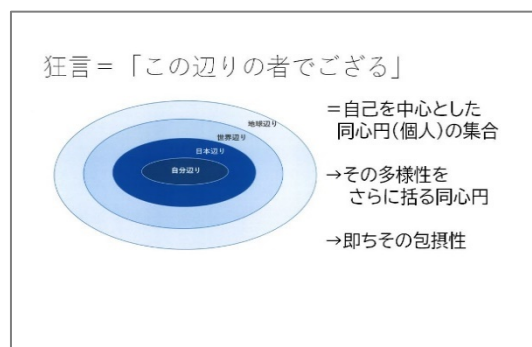 狂言＝「この辺りの者でござる」
地球辺り
世界辺り
日本辺り
自分辺り
＝自己を中心とした
同心円(個人)の集合
→その多様性を
さらに括る同心円
→即ちその包摂性